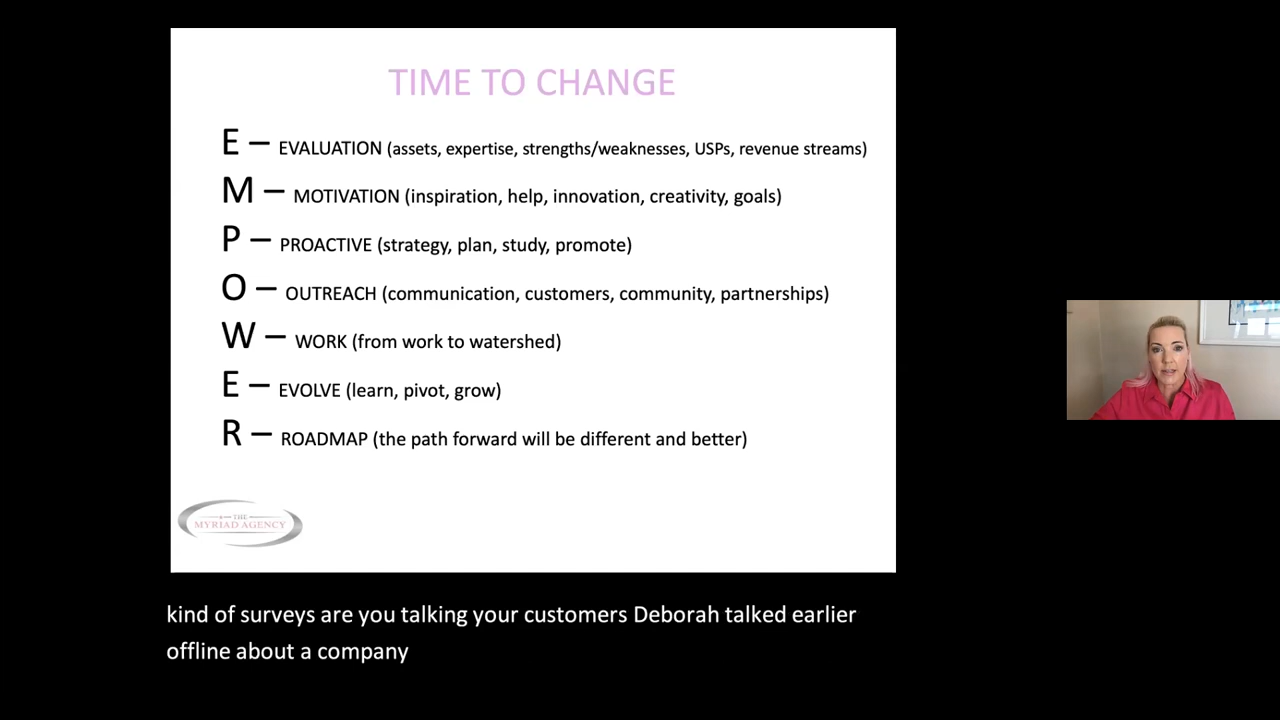 TIME TO CHANGE
E – EVALUATION (assets, expertise, strengths/weaknesses, USPs, revenue streams)
M – MOTIVATION (inspiration, help, innovation, creativity, goals)
P – PROACTIVE (strategy, plan, study, promote)
O – OUTREACH (communication, customers, community, partnerships)
W – WORK (from work to watershed)
E – EVOLVE (learn, pivot, grow)
R – ROADMAP (the path forward will be different and better)
THE
MYRIAD AGENCY
kind of surveys are you talking your customers Deborah talked earlier
offline about a company